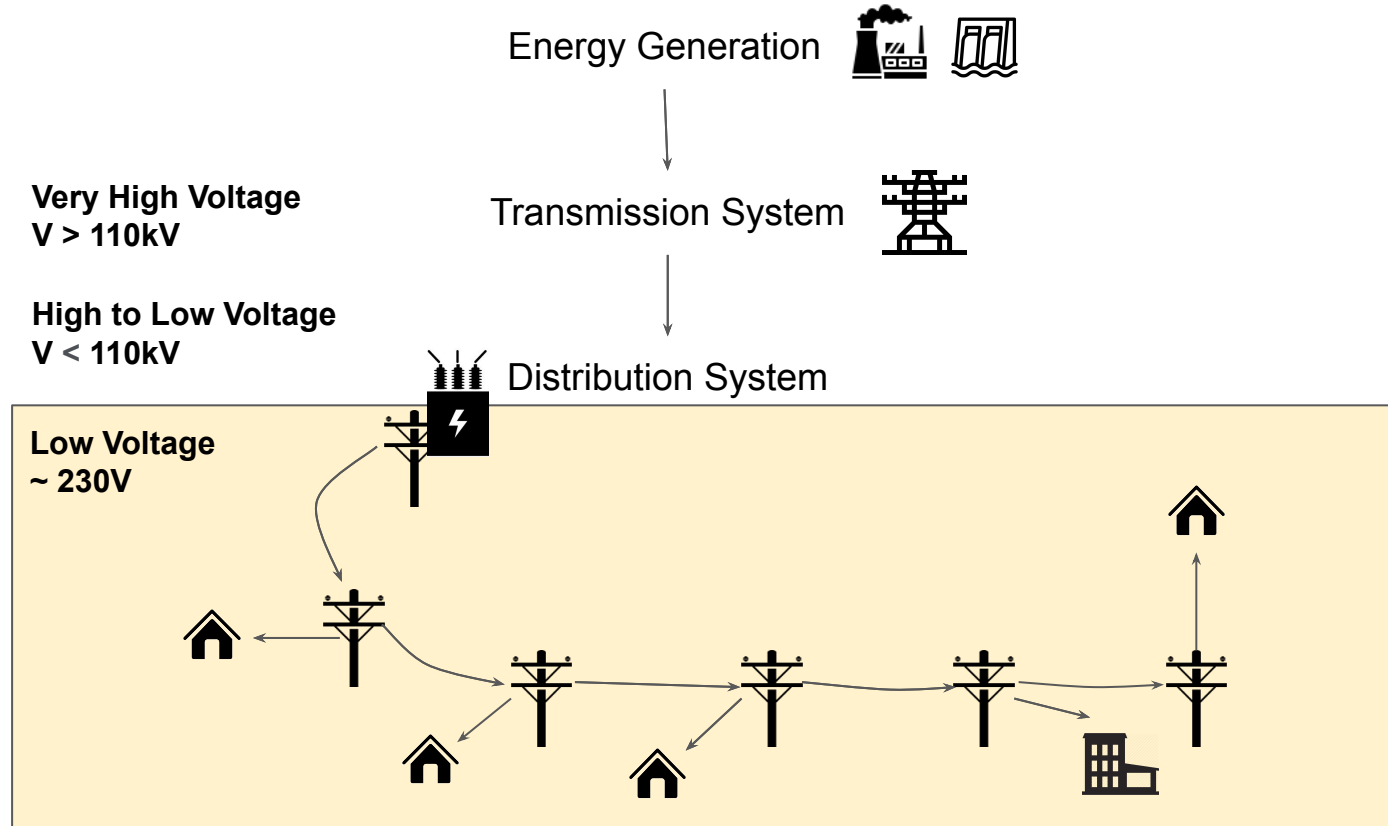 Energy Generation
Very High Voltage
V > 110kV
Transmission System
High to Low Voltage
V < 110kV
Distribution System
Low Voltage
~ 230V